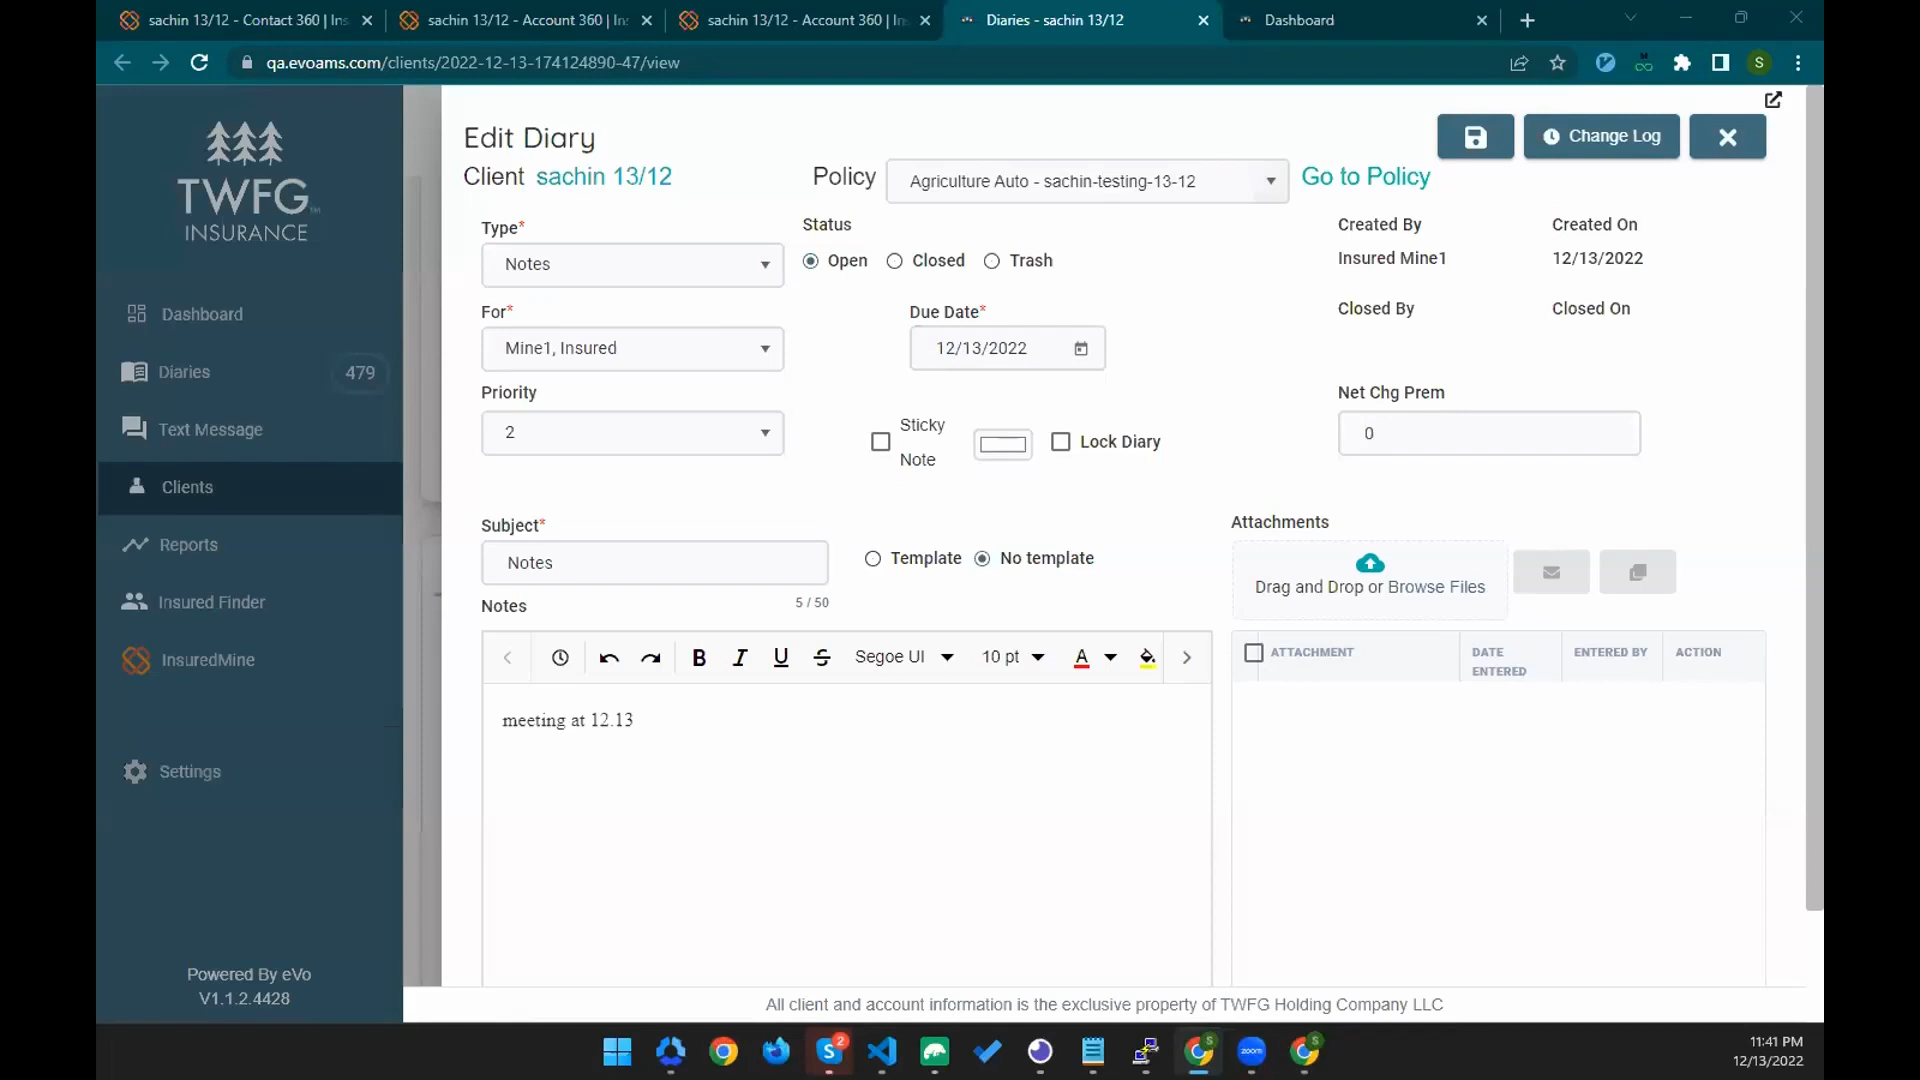 sachin 13/12 - Contact 360 | Ins
sachin 13/12 - Account 360 | In
sachin 13/12 - Account 360 | In
Diaries - sachin 13/12
Dashboard
qa.evoams.com/clients/2022-12-13-174124890-47/view
S
TWFG
INSURANCE
Dashboard
Diaries 479
Text Message
Clients
Reports
Insured Finder
InsuredMine
Settings
Powered By eVo
V1.1.2.4428
Edit Diary
Change Log
Client sachin 13/12
Policy Agriculture Auto - sachin-testing-13-12 Go to Policy
Type*
Notes
Status
Open Closed Trash
Created By Created On
Insured Mine1 12/13/2022
For*
Mine1, Insured
Due Date*
12/13/2022
Closed By Closed On
Priority
2
Sticky
Note
Lock Diary
Net Chg Prem
0
Subject*
Notes
Template No template
5 / 50
Notes
Attachments
Drag and Drop or Browse Files
B I U S Segoe UI 10 pt A
ATTACHMENT DATE ENTERED ENTERED BY ACTION
meeting at 12.13
All client and account information is the exclusive property of TWFG Holding Company LLC
2
S
zoom
S
11:41 PM
12/13/2022